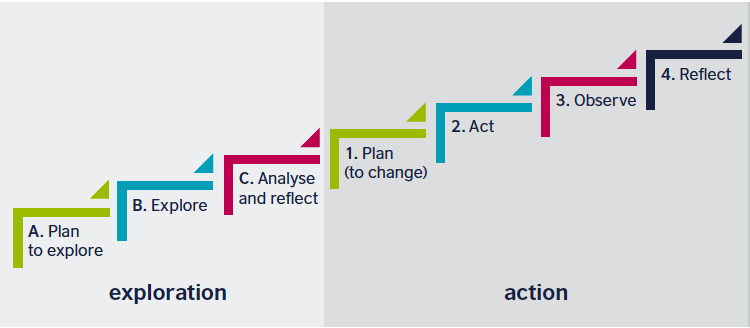 A. Plan
to explore
B. Explore
C. Analyse
and reflect
1. Plan
(to change)
2. Act
3. Observe
4. Reflect
exploration
action